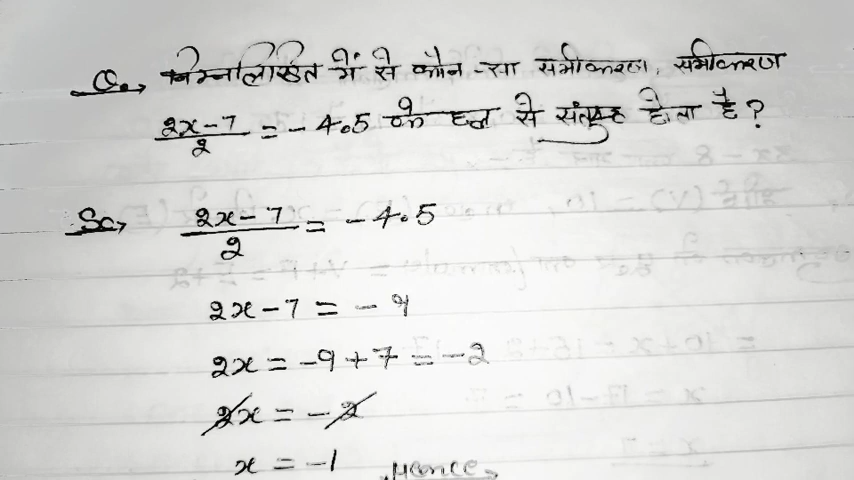 Q. निम्नलिखित में से कौन-सा समीकरण, समीकरण
2x-7/2 = -4.5 के हल से संतुष्ट होता है?
So, 2x-7/2 = -4.5
2x-7 = -9
2x = -9+7 = -2
2x = -2
x = -1 Hence,